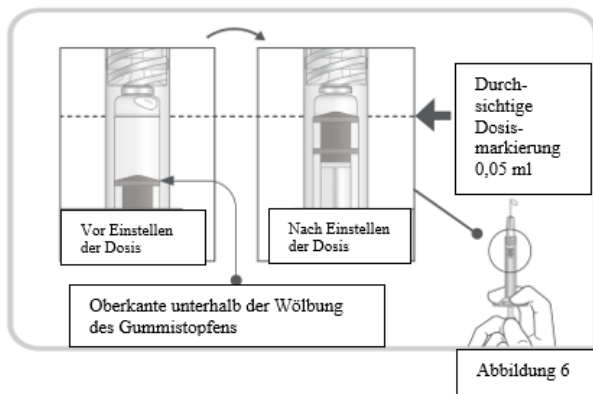 Durch-
sichtige
Dosis-
markierung
0,05 ml
Vor Einstellen
der Dosis
Nach Einstellen
der Dosis
Oberkante unterhalb der Wölbung
des Gummistopfens
Abbildung 6